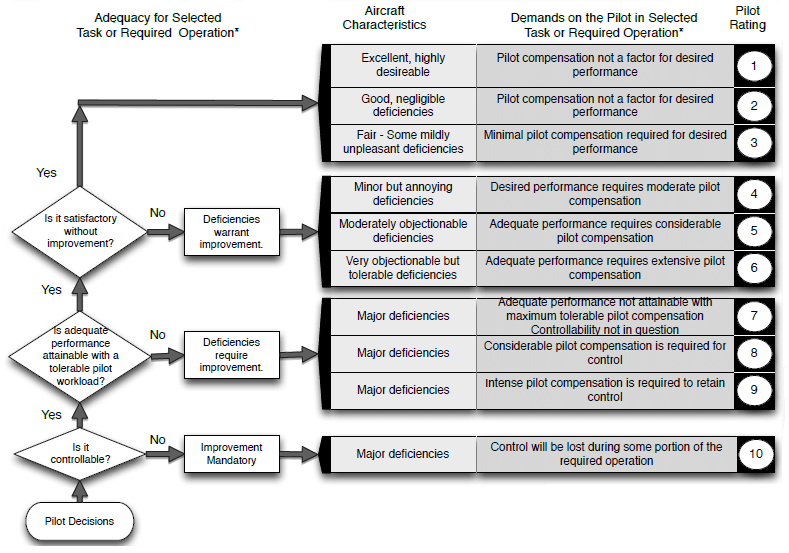 Adequacy for Selected
Task or Required Operation*
Aircraft
Characteristics
Demands on the Pilot in Selected
Task or Required Operation*
Pilot
Rating
Excellent, highly
desireable
Pilot compensation not a factor for desired
performance
1
Good, negligible
deficiencies
Pilot compensation not a factor for desired
performance
2
Fair - Some mildly
unpleasant deficiencies
Minimal pilot compensation required for desired
performance
3
Yes
Is it satisfactory
without
improvement?
No
Deficiencies
warrant
improvement.
Minor but annoying
deficiencies
Desired performance requires moderate pilot
compensation
4
Moderately objectionable
deficiencies
Adequate performance requires considerable
pilot compensation
5
Very objectionable but
tolerable deficiencies
Adequate performance requires extensive pilot
compensation
6
Yes
Is adequate
performance
attainable with a
tolerable pilot
workload?
No
Deficiencies
require
improvement.
Major deficiencies
Adequate performance not attainable with
maximum tolerable pilot compensation
Controllability not in question
7
Major deficiencies
Considerable pilot compensation is required for
control
8
Major deficiencies
Intense pilot compensation is required to retain
control
9
Yes
Is it
controllable?
No
Improvement
Mandatory
Major deficiencies
Control will be lost during some portion of the
required operation
10
Pilot Decisions